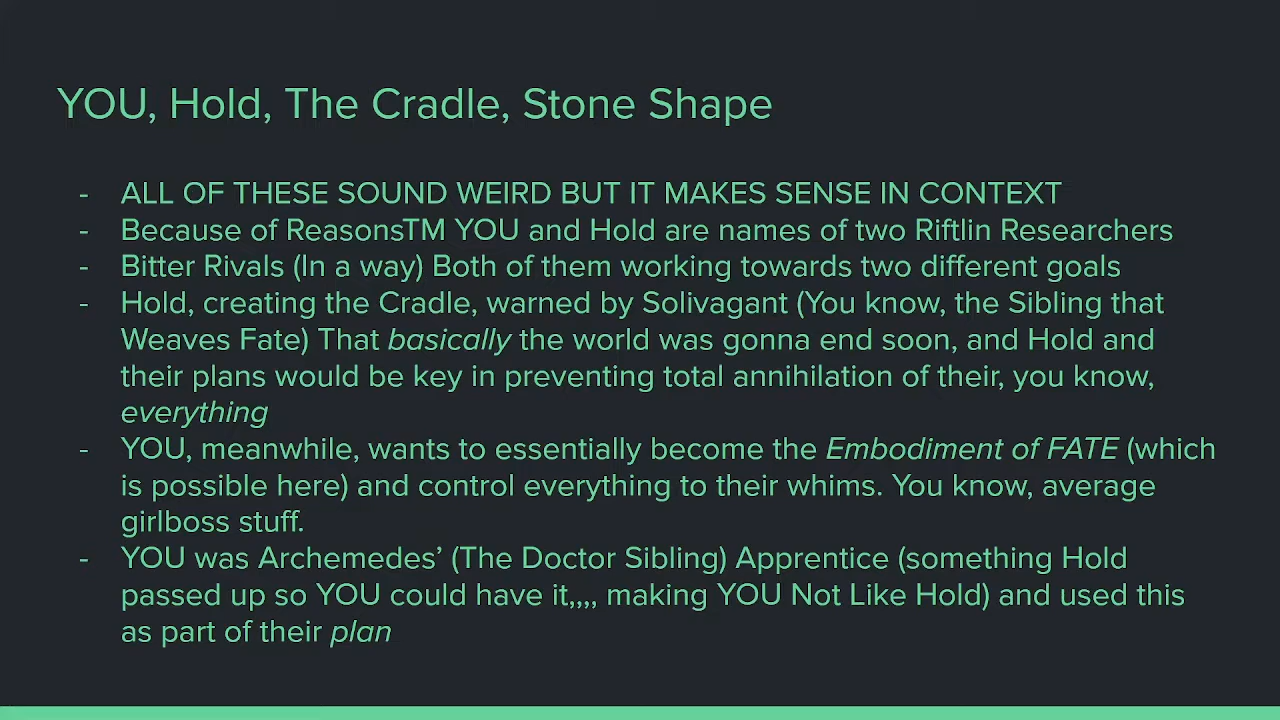 YOU, Hold, The Cradle, Stone Shape
- ALL OF THESE SOUND WEIRD BUT IT MAKES SENSE IN CONTEXT
- Because of ReasonsTM YOU and Hold are names of two Riftlin Researchers
- Bitter Rivals (In a way) Both of them working towards two different goals
- Hold, creating the Cradle, warned by Solivagant (You know, the Sibling that
Weaves Fate) That basically the world was gonna end soon, and Hold and
their plans would be key in preventing total annihilation of their, you know,
everything
- YOU, meanwhile, wants to essentially become the Embodiment of FATE (which
is possible here) and control everything to their whims. You know, average
girlboss stuff.
- YOU was Archemedes’ (The Doctor Sibling) Apprentice (something Hold
passed up so YOU could have it,,,, making YOU Not Like Hold) and used this
as part of their plan